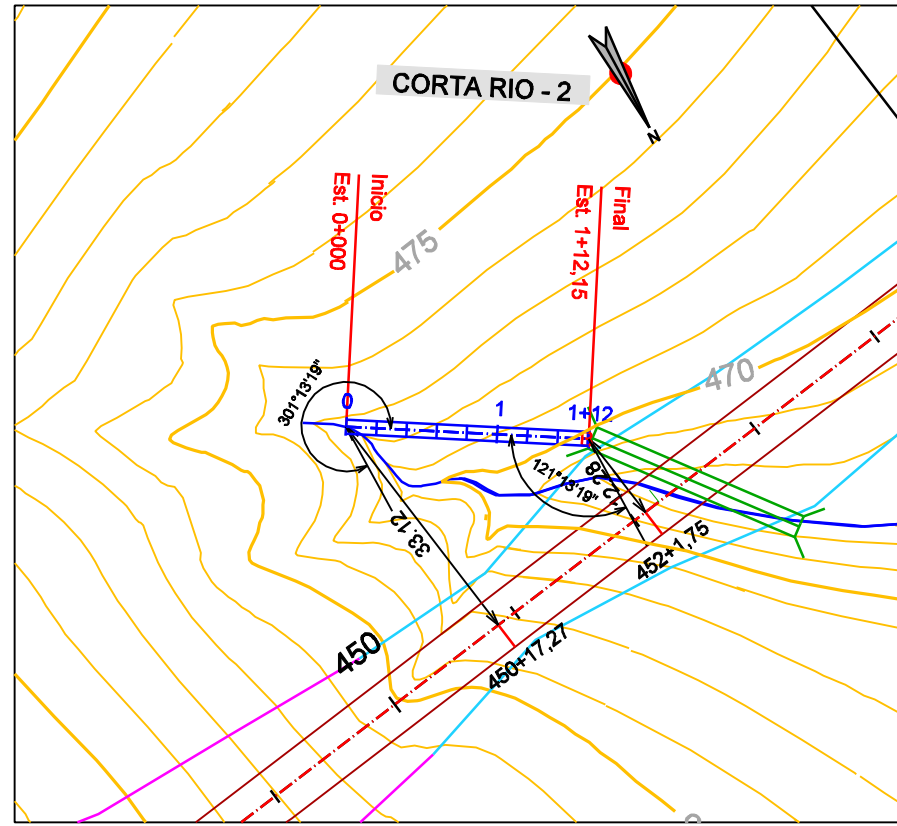 CORTA RIO - 2
N
Inicio
Est. 0+000
Final
Est. 1+12,15
475
470
301°13'19"
0
1
1+12
121°13'19"
33.12
452+1,75
450
450+17,27